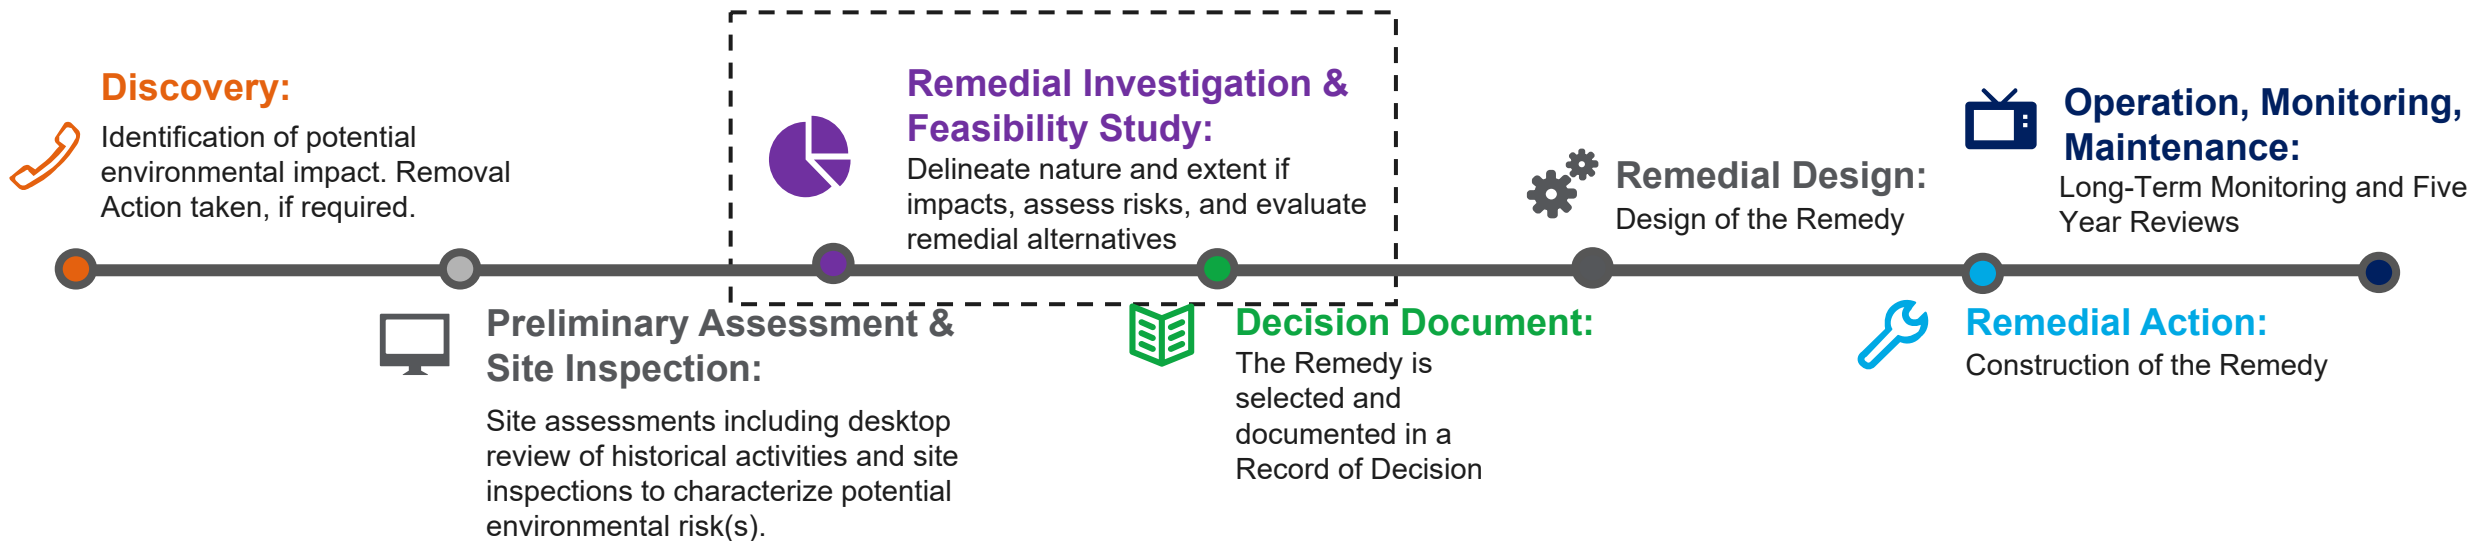 Discovery:
Identification of potential
environmental impact. Removal
Action taken, if required.
Preliminary Assessment &
Site Inspection:
Site assessments including desktop
review of historical activities and site
inspections to characterize potential
environmental risk(s).
Remedial Investigation &
Feasibility Study:
Delineate nature and extent if
impacts, assess risks, and evaluate
remedial alternatives
Decision Document:
The Remedy is
selected and
documented in a
Record of Decision
Remedial Design:
Design of the Remedy
Remedial Action:
Construction of the Remedy
Operation, Monitoring,
Maintenance:
Long-Term Monitoring and Five
Year Reviews